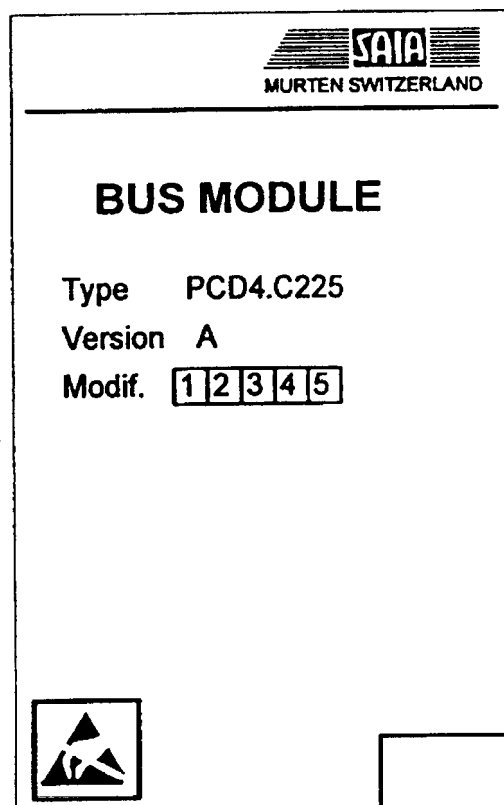 SAIA
MURTEN SWITZERLAND
BUS MODULE
Type PCD4.C225
Version A
Modif. 1 2 3 4 5